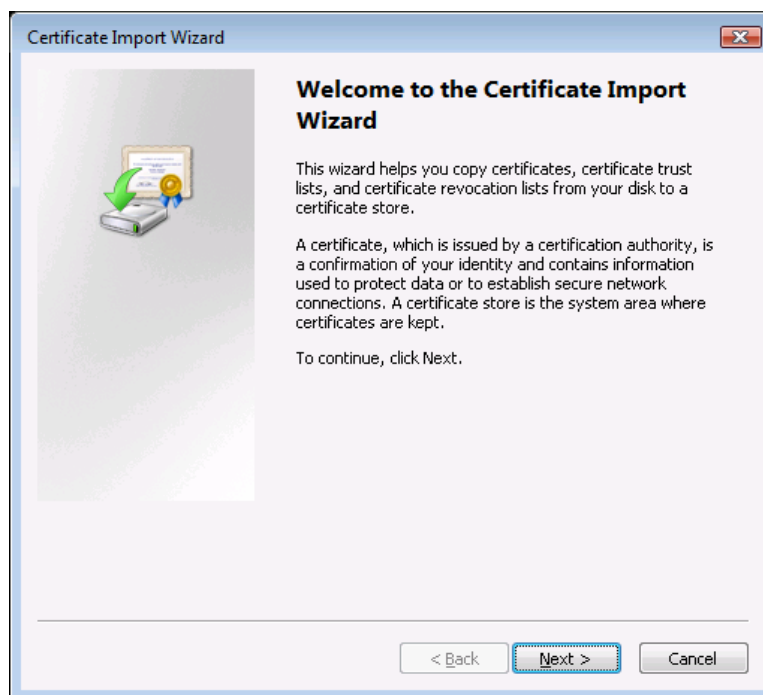 Certificate Import Wizard
Welcome to the Certificate Import
Wizard
This wizard helps you copy certificates, certificate trust
lists, and certificate revocation lists from your disk to a
certificate store.
A certificate, which is issued by a certification authority, is
a confirmation of your identity and contains information
used to protect data or to establish secure network
connections. A certificate store is the system area where
certificates are kept.
To continue, click Next.
< Back Next > Cancel